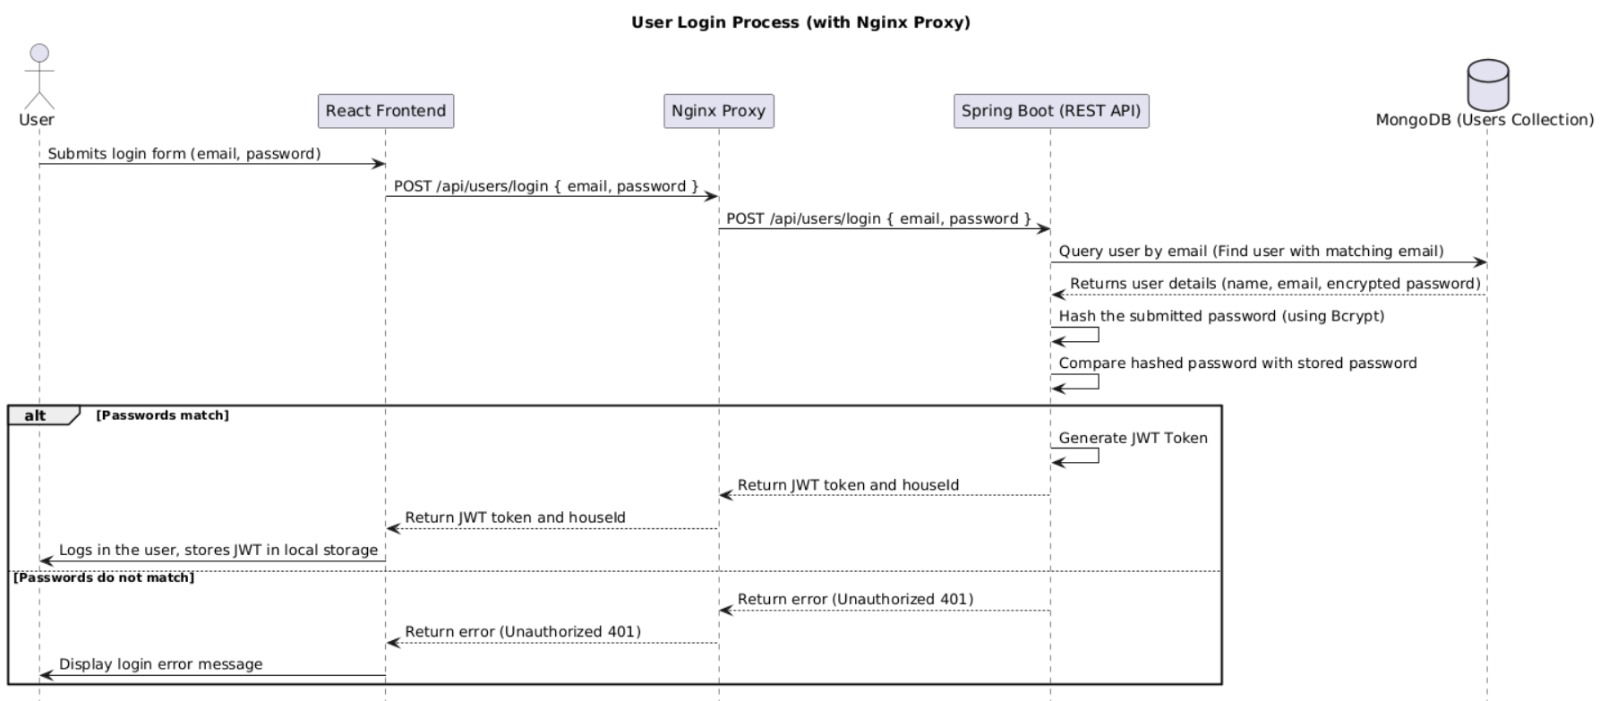 User Login Process (with Nginx Proxy)
User
React Frontend
Nginx Proxy
Spring Boot (REST API)
MongoDB (Users Collection)
Submits login form (email, password)
POST /api/users/login { email, password }
POST /api/users/login { email, password }
Query user by email (Find user with matching email)
Returns user details (name, email, encrypted password)
Hash the submitted password (using Bcrypt)
Compare hashed password with stored password
alt [Passwords match]
Generate JWT Token
Return JWT token and houseId
Return JWT token and houseId
Logs in the user, stores JWT in local storage
[Passwords do not match]
Return error (Unauthorized 401)
Return error (Unauthorized 401)
Display login error message